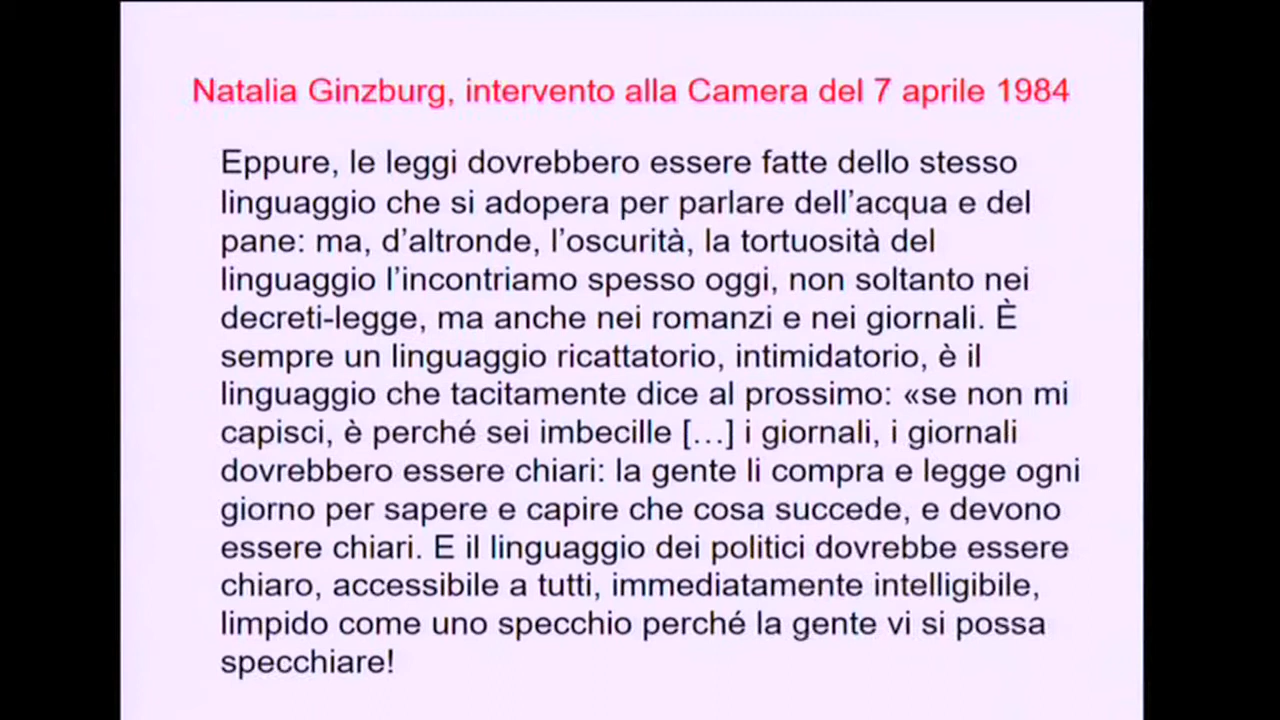 Natalia Ginzburg, intervento alla Camera del 7 aprile 1984
Eppure, le leggi dovrebbero essere fatte dello stesso
linguaggio che si adopera per parlare dell’acqua e del
pane: ma, d’altronde, l’oscurità, la tortuosità del
linguaggio l’incontriamo spesso oggi, non soltanto nei
decreti-legge, ma anche nei romanzi e nei giornali. È
sempre un linguaggio ricattatorio, intimidatorio, è il
linguaggio che tacitamente dice al prossimo: «se non mi
capisci, è perché sei imbecille […] i giornali, i giornali
dovrebbero essere chiari: la gente li compra e legge ogni
giorno per sapere e capire che cosa succede, e devono
essere chiari. E il linguaggio dei politici dovrebbe essere
chiaro, accessibile a tutti, immediatamente intelligibile,
limpido come uno specchio perché la gente vi si possa
specchiare!